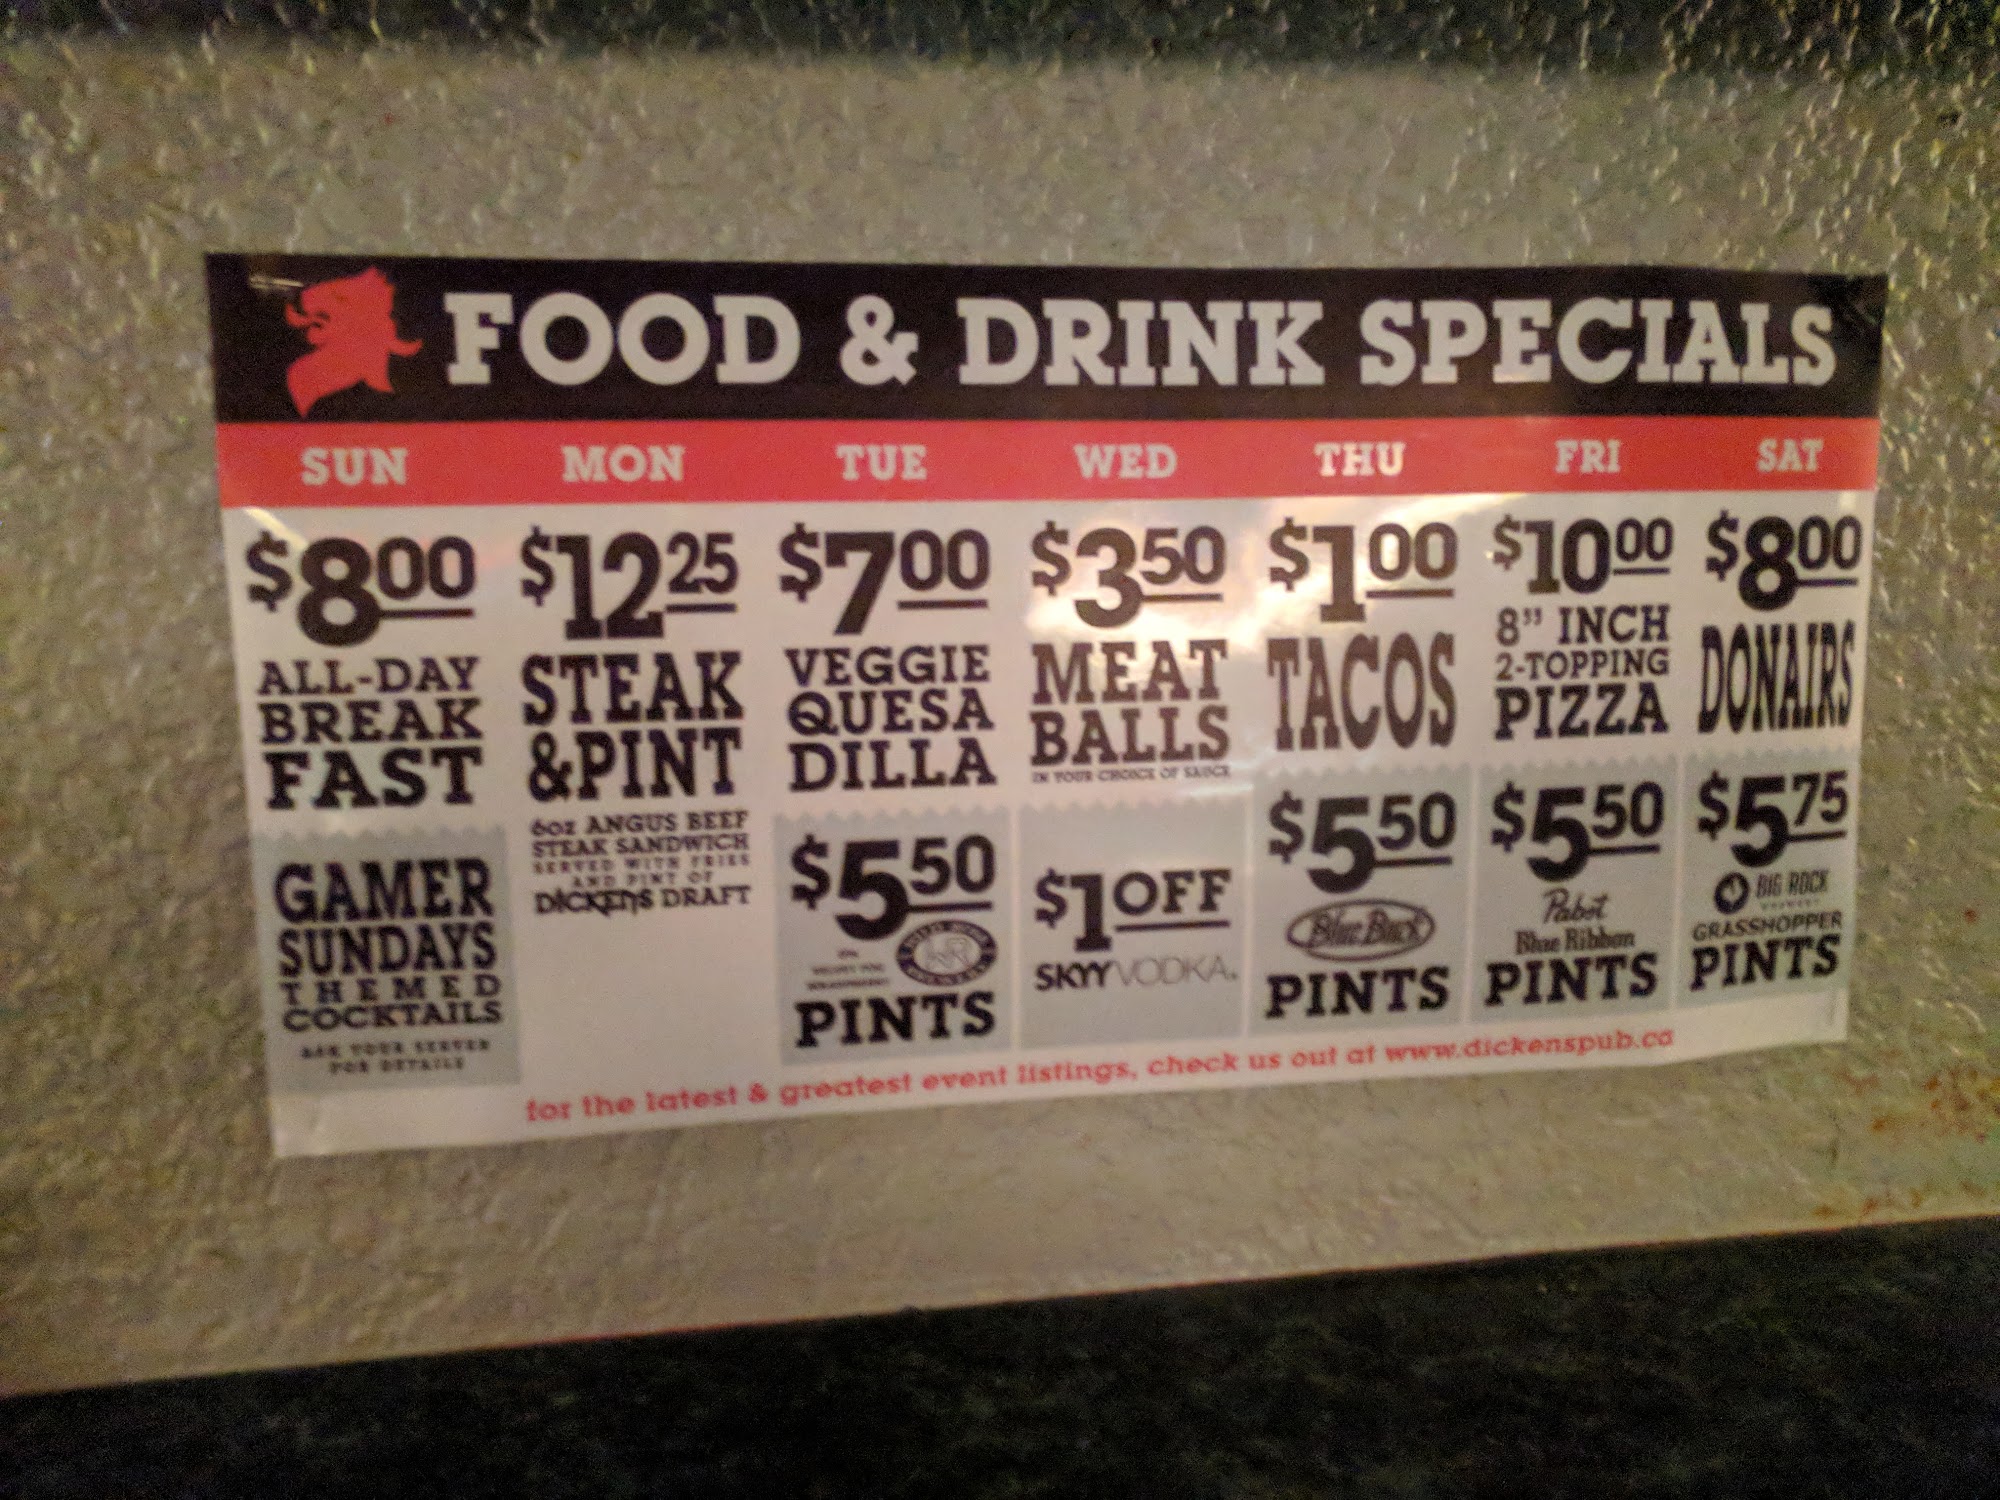 FOOD & DRINK SPECIALS
SUN
MON
TUE
WED
THU
FRI
SAT
$8.00
ALL-DAY
BREAK
FAST
GAMER
SUNDAYS
THEMED
COCKTAILS
ASK YOUR SERVER
FOR DETAILS
$12.25
STEAK
&PINT
6oz ANGUS BEEF
STEAK SANDWICH
SERVED WITH FRIES
AND PINT OF
DICKENS DRAFT
$7.00
VEGGIE
QUESA
DILLA
$5.50
PINTS
$3.50
MEAT
BALLS
IN YOUR CHOICE OF SAUCE
$1 OFF
SKYY VODKA.
$1.00
TACOS
$5.50
Blue Buck
PINTS
$10.00
8” INCH
2-TOPPING
PIZZA
$5.50
Pabst
Blue Ribbon
PINTS
$8.00
DONAIRS
$5.75
BIG ROCK
GRASSHOPPER
PINTS
for the latest & greatest event listings, check us out at www.dickenspub.ca